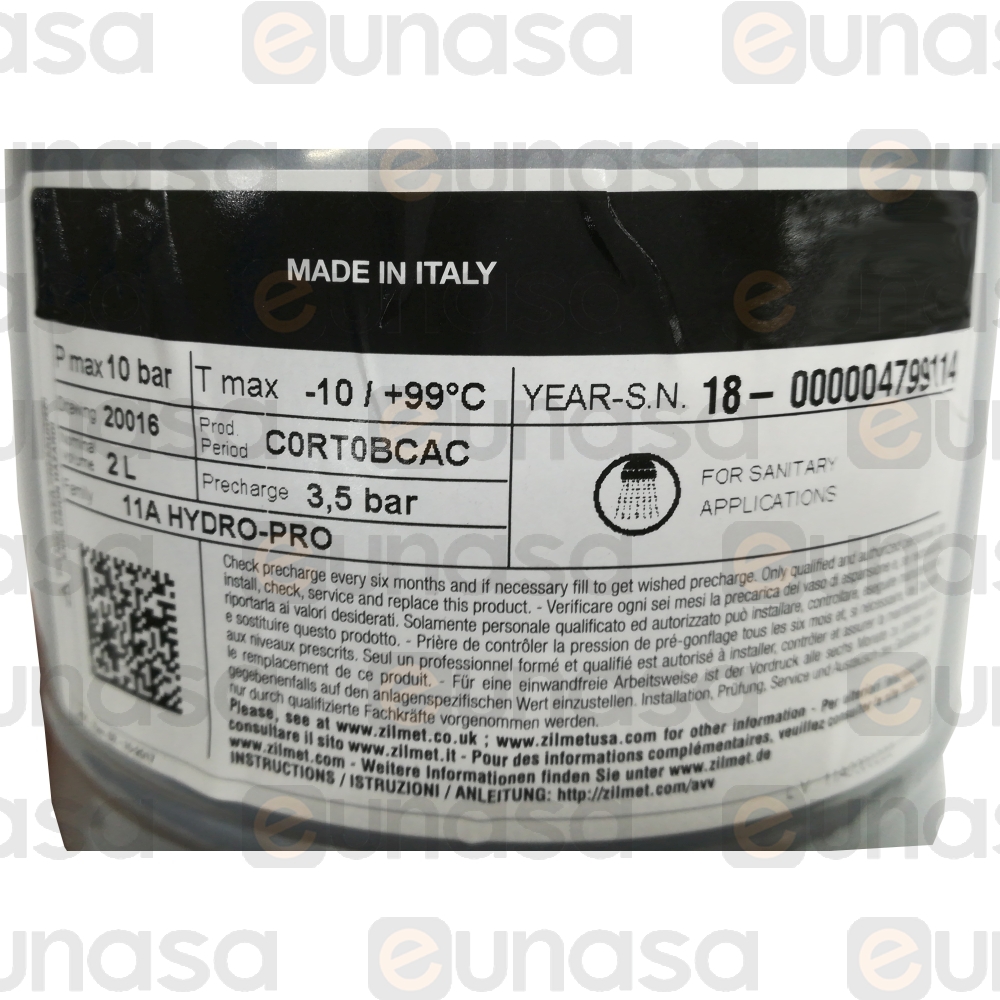 eunasa
MADE IN ITALY
P max 10 bar
T max -10 / +99°C
YEAR-S.N. 18- 000004799114
Drawing 20016
Prod. Period C0RT0BCAC
Nominal volume 2 L
Precharge 3,5 bar
Family 11A HYDRO-PRO
FOR SANITARY
APPLICATIONS
Check precharge every six months and if necessary fill to get wished precharge. Only qualified and authorized
install, check, service and replace this product. - Verificare ogni sei mesi la precarica del vaso di espansione e
riportarla ai valori desiderati. Solamente personale qualificato ed autorizzato può installare, controllare,
e sostituire questo prodotto. - Prière de contrôler la pression de pré-gonflage tous les six mois et, si nécessaire,
aux niveaux prescrits. Seul un professionnel formé et qualifié est autorisé à installer, contrôler et assurer la
le remplacement de ce produit. - Für eine einwandfreie Arbeitsweise ist der Vordruck alle sechs Monate
gegebenenfalls auf den anlagenspezifischen Wert einzustellen. Installation, Prüfung, Service und Austausch
nur durch qualifizierte Fachkräfte vorgenommen werden.
Please, see at www.zilmet.co.uk ; www.zilmetusa.com for other information - Per ulteriori
consultare il sito www.zilmet.it - Pour des informations complémentaires, veuillez consulter
www.zilmet.com - Weitere Informationen finden Sie unter www.zilmet.de
INSTRUCTIONS / ISTRUZIONI / ANLEITUNG: http://zilmet.com/avv